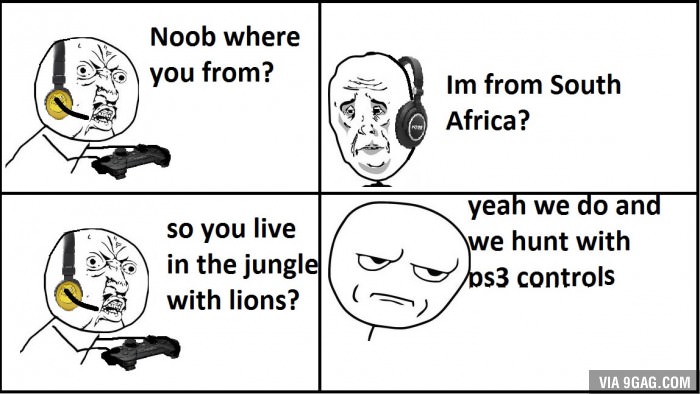 Noob where
you from?
Im from South
Africa?
so you live
in the jungle
with lions?
yeah we do and
we hunt with
ps3 controls
VIA 9GAG.COM